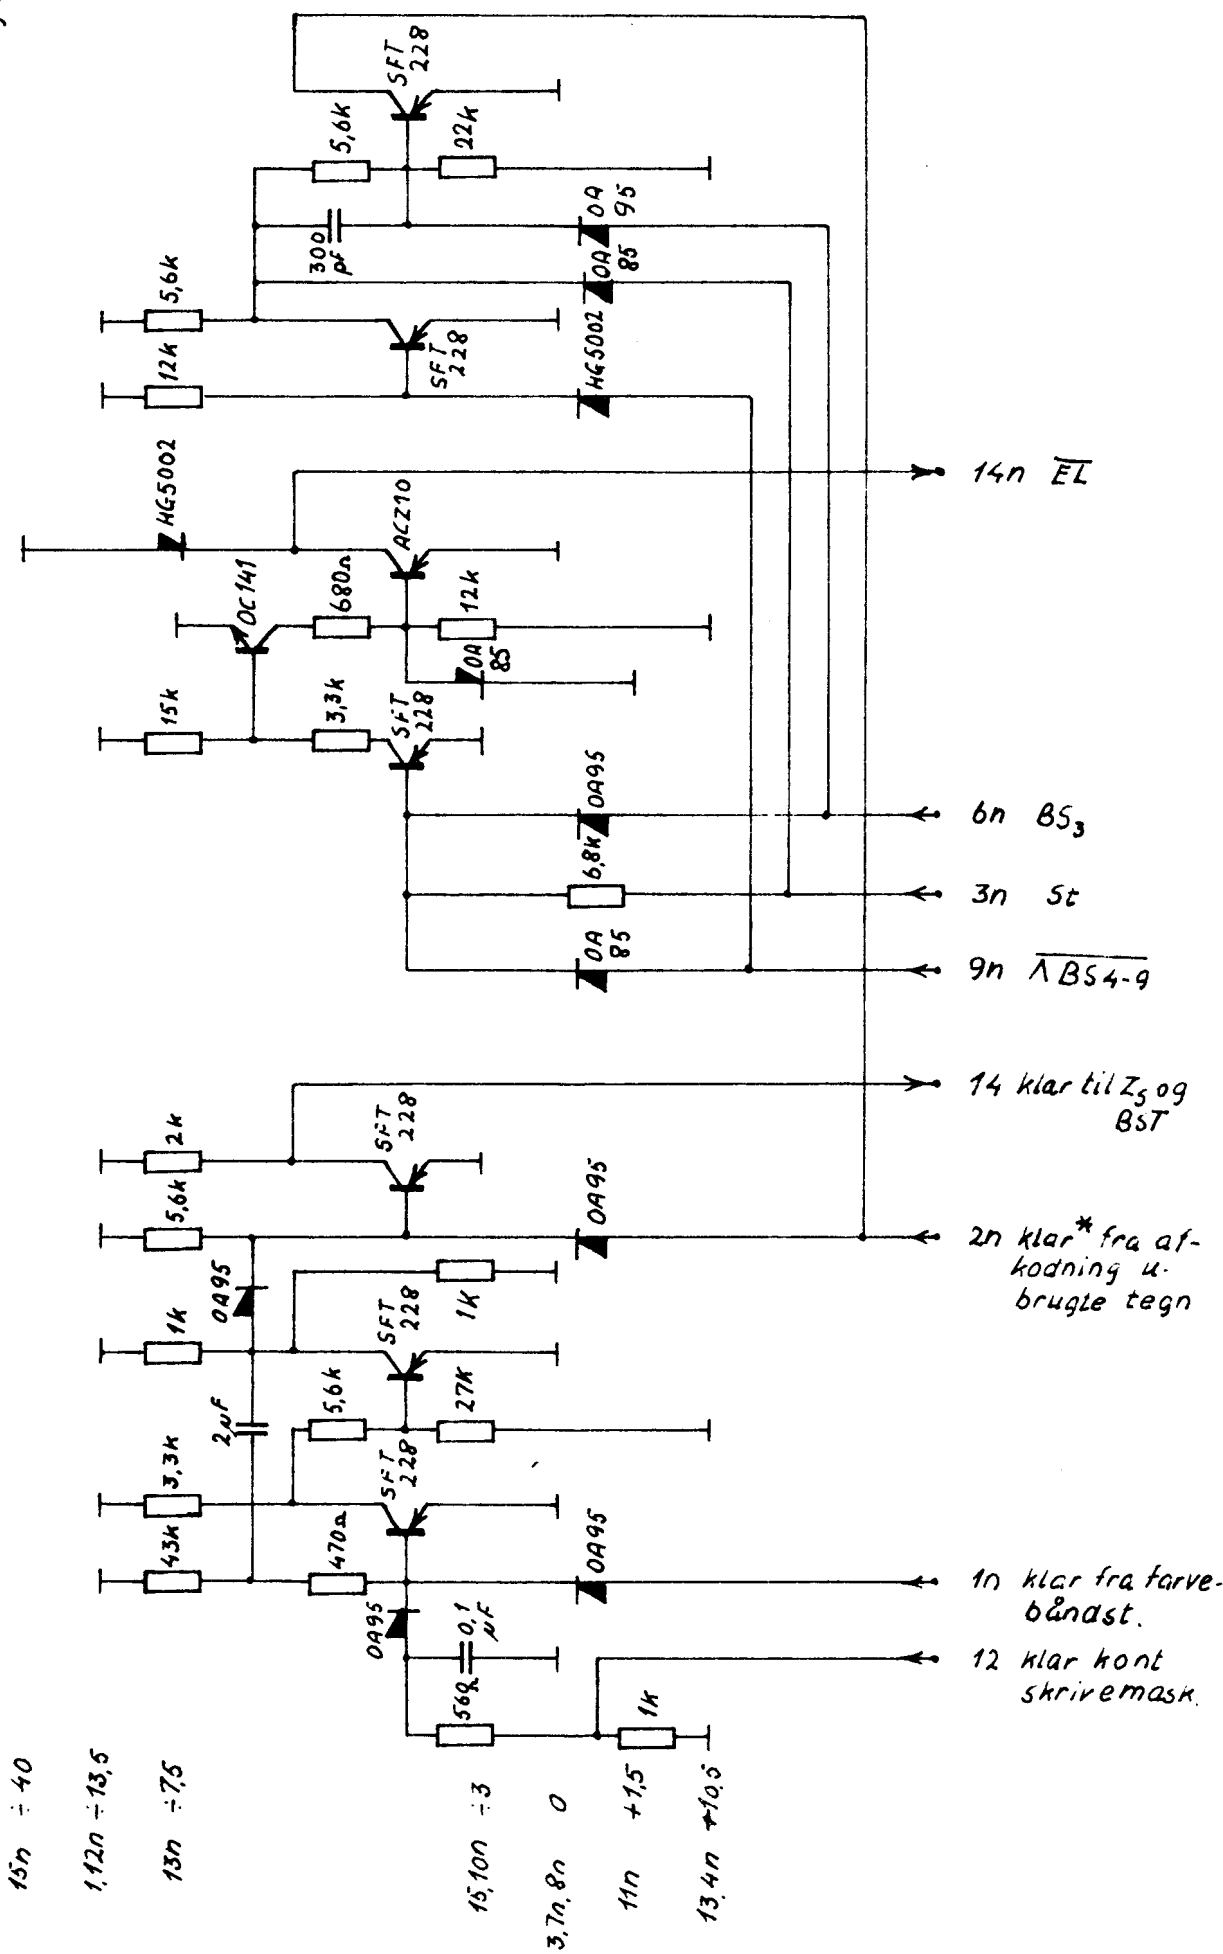 SFT
228
5,6k
22k
OA
95
300
pF
OA
85
5,6k
SFT
228
HG5002
12k
HG5002
14n EL
ACZ10
OC141
680Ω
12k
OA
85
15k
3,3k
SFT
228
OA95
6n BS3
6,8k
3n St
OA
85
9n ΛBS4-9
14 klar til ZS og
BST
2k
SFT
228
5,6k
OA95
2n klar* fra af-
kodning u-
brugte tegn
OA95
1K
1k
SFT
228
5,6k
27K
2µF
3,3k
SFT
228
43k
470Ω
OA95
1n klar fra farve-
båndst.
OA95
0,1
µF
12 klar kont
skrivemask.
560Ω
1k
15n ÷40
1,12n ÷13,5
13n ÷7,5
15,10n ÷3
3,7n,8n 0
11n +1,5
13,4n +10,5